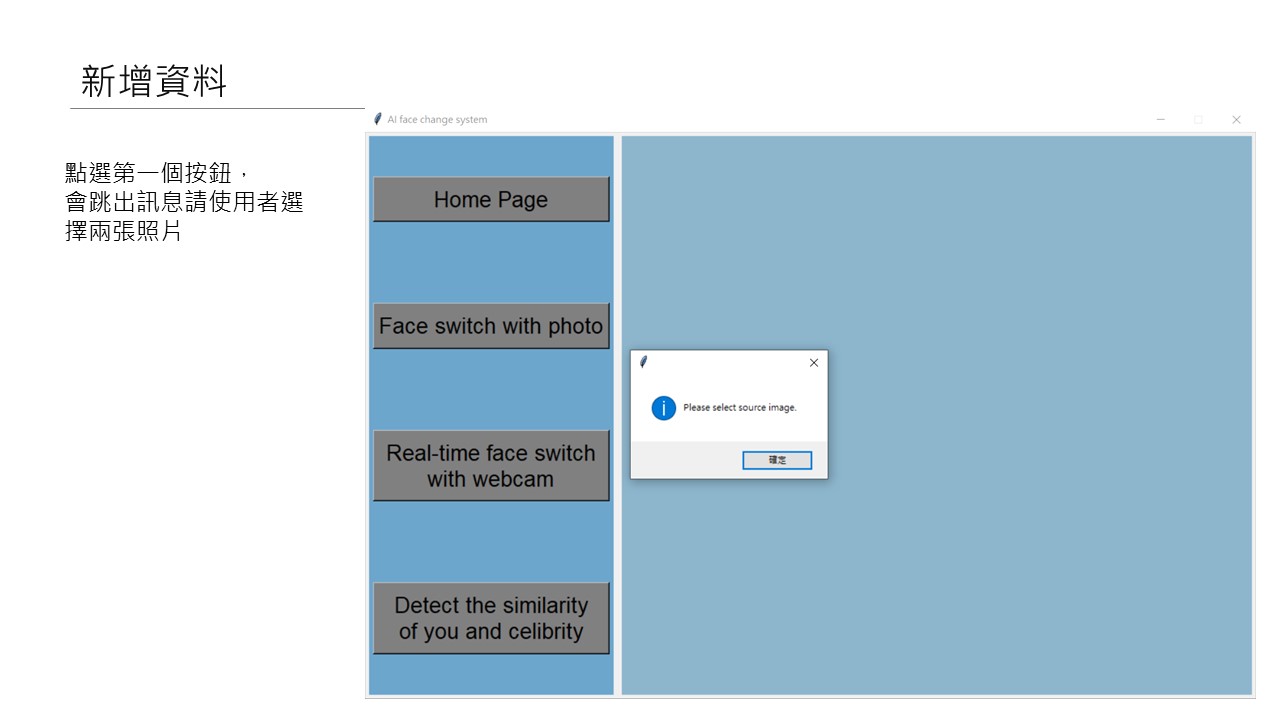 新增資料
點選第一個按鈕，
會跳出訊息請使用者選
擇兩張照片
AI face change system
Home Page
Face switch with photo
Real-time face switch
with webcam
Detect the similarity
of you and celibrity
Please select source image.
確定